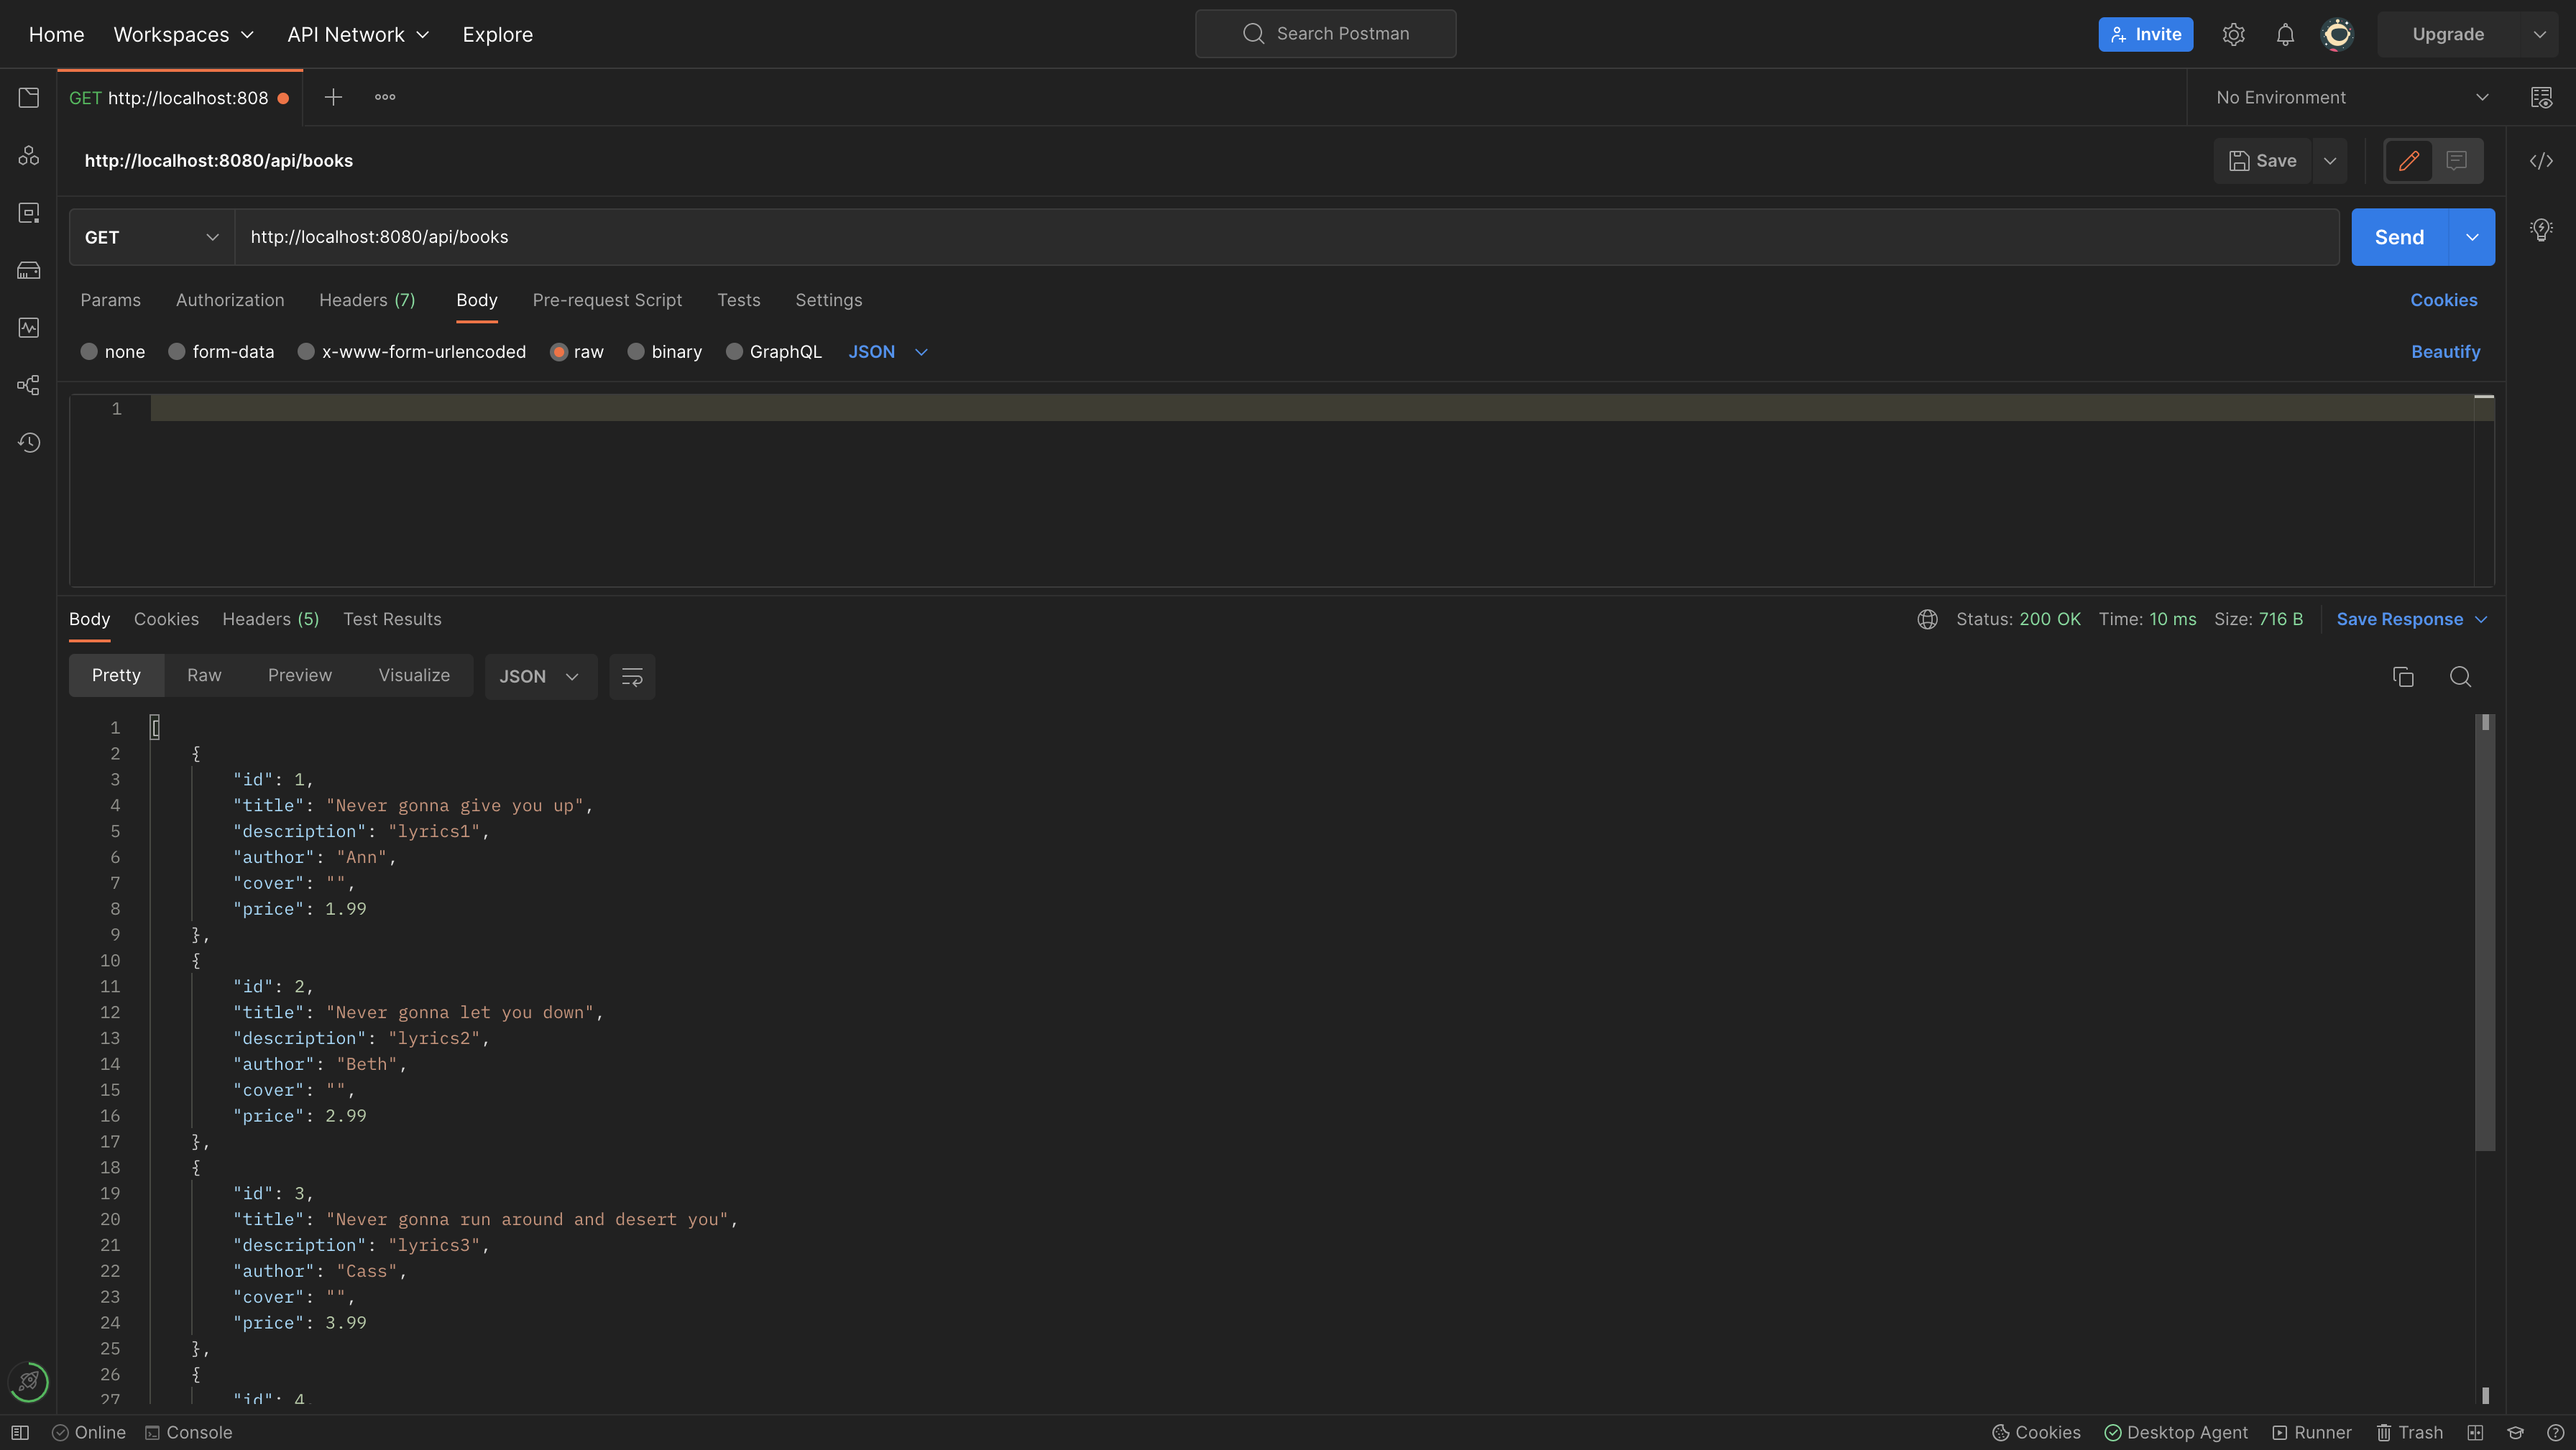 Home Workspaces API Network Explore Search Postman Invite Upgrade
GET http://localhost:808 No Environment
http://localhost:8080/api/books Save
GET http://localhost:8080/api/books Send
Params Authorization Headers (7) Body Pre-request Script Tests Settings Cookies
none form-data x-www-form-urlencoded raw binary GraphQL JSON Beautify
1
Body Cookies Headers (5) Test Results Status: 200 OK Time: 10 ms Size: 716 B Save Response
Pretty Raw Preview Visualize JSON
1 [
2 {
3 "id": 1,
4 "title": "Never gonna give you up",
5 "description": "lyrics1",
6 "author": "Ann",
7 "cover": "",
8 "price": 1.99
9 },
10 {
11 "id": 2,
12 "title": "Never gonna let you down",
13 "description": "lyrics2",
14 "author": "Beth",
15 "cover": "",
16 "price": 2.99
17 },
18 {
19 "id": 3,
20 "title": "Never gonna run around and desert you",
21 "description": "lyrics3",
22 "author": "Cass",
23 "cover": "",
24 "price": 3.99
25 },
26 {
27 "id": 4,
Online Console Cookies Desktop Agent Runner Trash